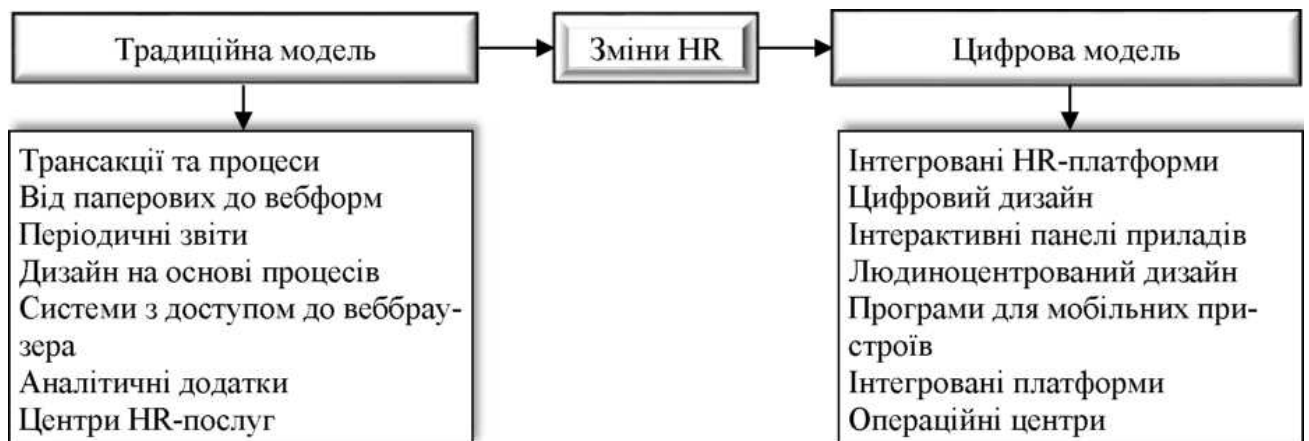 Традиційна модель
Зміни HR
Цифрова модель
Трансакції та процеси
Від паперових до вебформ
Періодичні звіти
Дизайн на основі процесів
Системи з доступом до веббрау-
зера
Аналітичні додатки
Центри HR-послуг
Інтегровані HR-платформи
Цифровий дизайн
Інтерактивні панелі приладів
Людиноцентрований дизайн
Програми для мобільних при-
строїв
Інтегровані платформи
Операційні центри